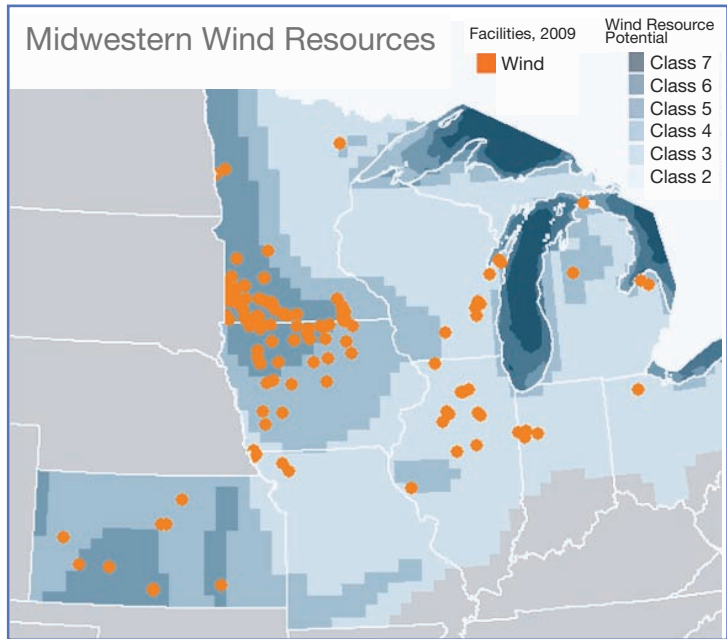 Midwestern Wind Resources
Facilities, 2009
Wind
Wind Resource
Potential
Class 7
Class 6
Class 5
Class 4
Class 3
Class 2